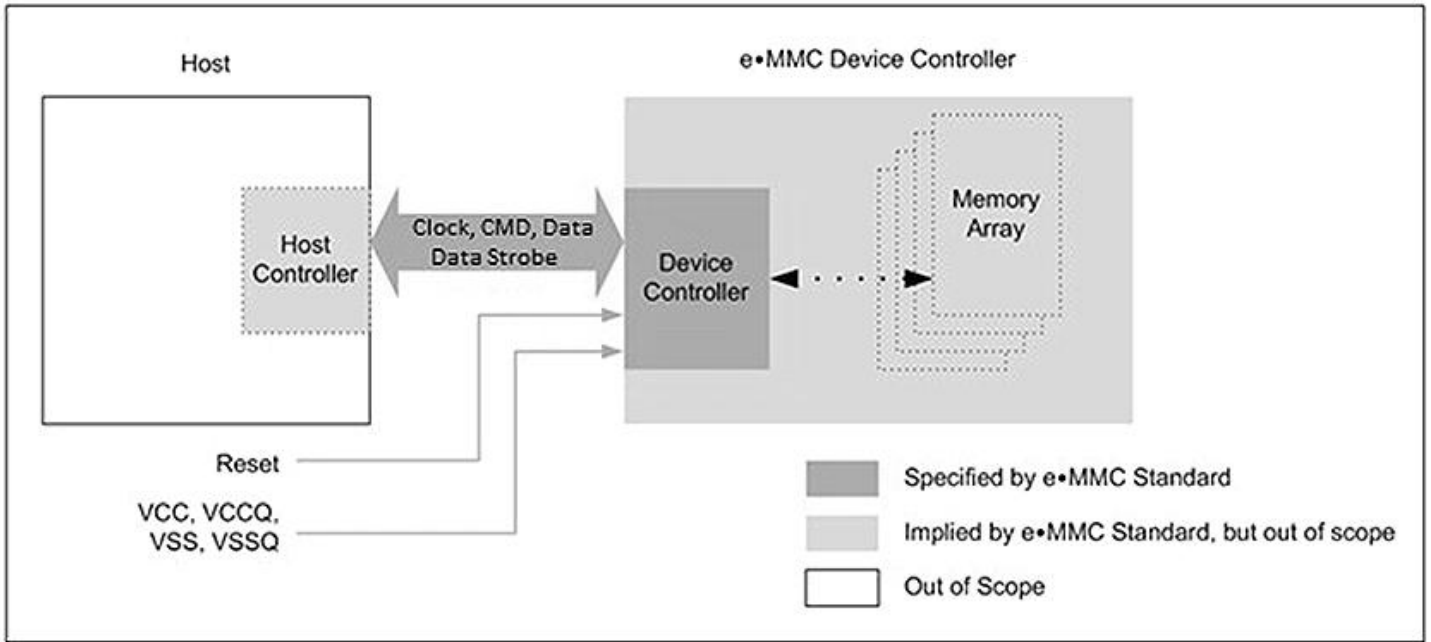 Host
e•MMC Device Controller
Host
Controller
Clock, CMD, Data
Data Strobe
Device
Controller
Memory
Array
Reset
VCC, VCCQ,
VSS, VSSQ
Specified by e•MMC Standard
Implied by e•MMC Standard, but out of scope
Out of Scope